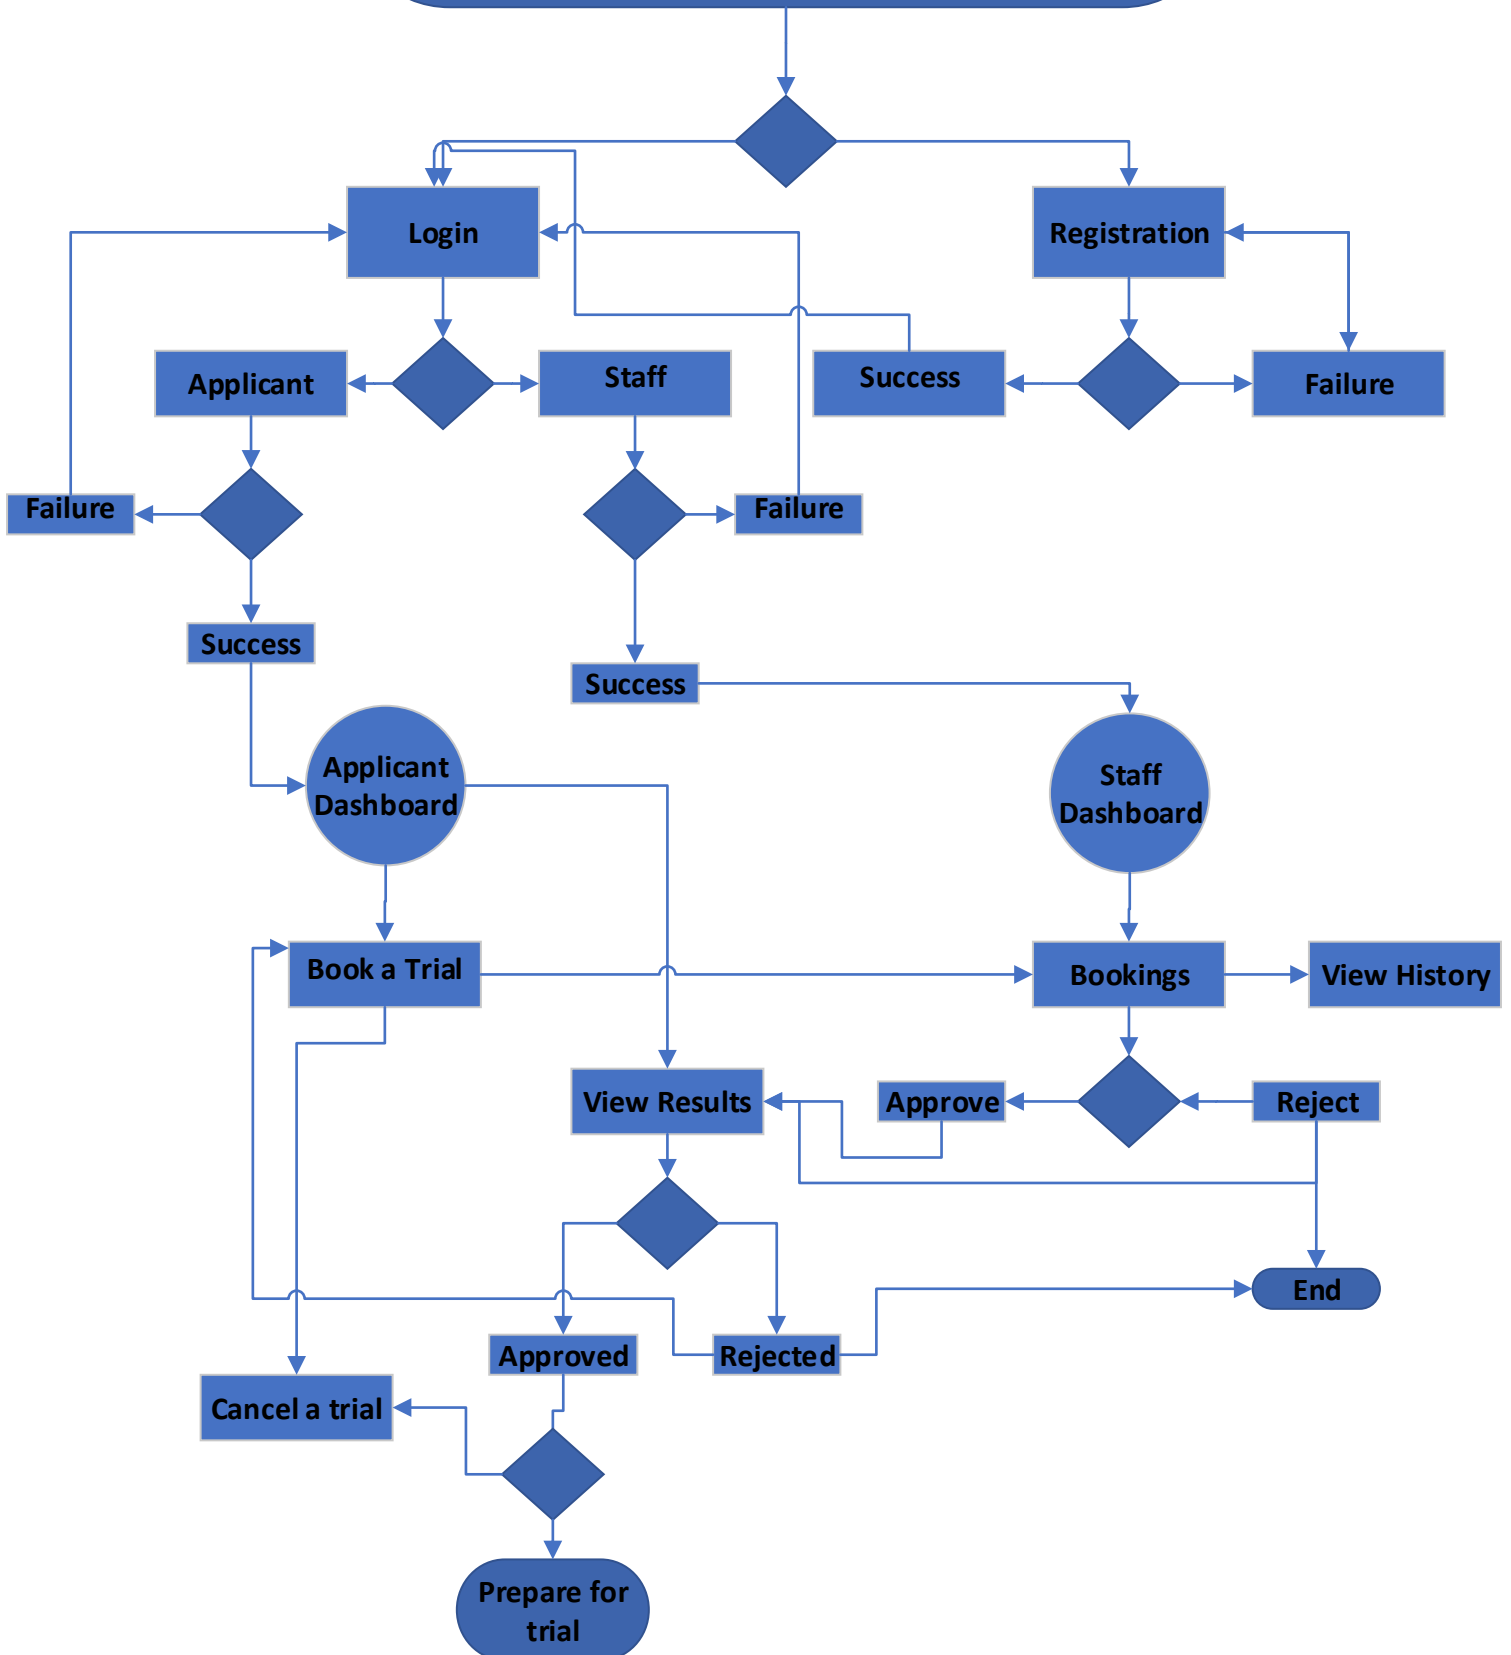 Login
Registration
Applicant
Staff
Success
Failure
Failure
Failure
Success
Success
Applicant
Dashboard
Staff
Dashboard
Book a Trial
Bookings
View History
View Results
Approve
Reject
End
Approved
Rejected
Cancel a trial
Prepare for
trial